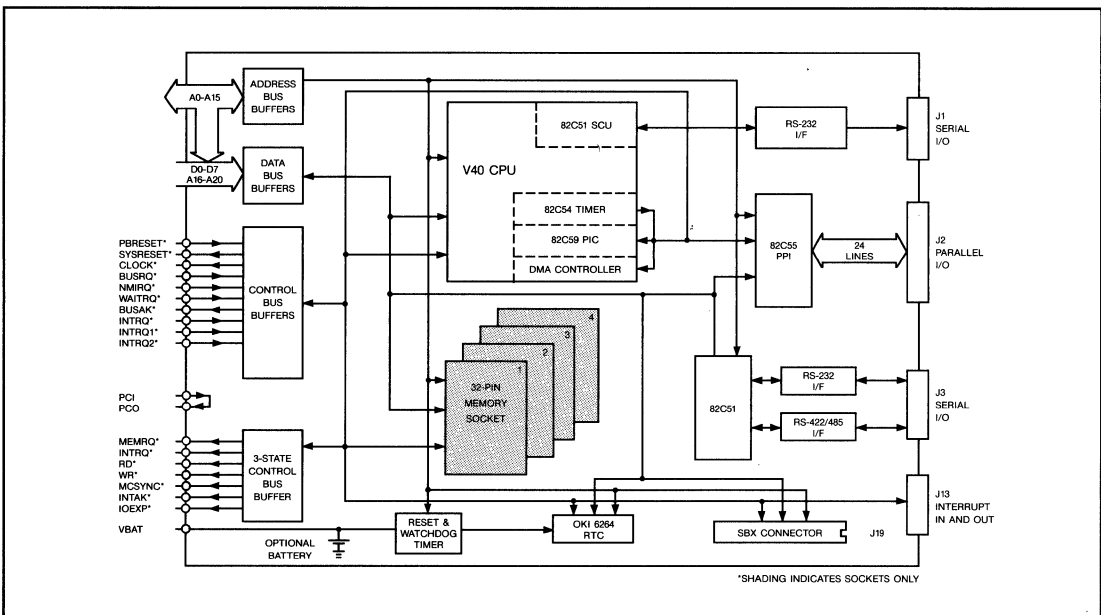 ADDRESS
BUS
BUFFERS
A0-A15
DATA
BUS
BUFFERS
D0-D7
A16-A20
PBRESET*
SYSRESET*
CLOCK*
BUSRQ*
NMIRQ*
WAITRQ*
BUSAK*
INTRQ*
INTRQ1*
INTRQ2*
CONTROL
BUS
BUFFERS
PCI
PCO
MEMRQ*
INTRQ*
RD*
WR*
MCSYNC*
INTAK*
IOEXP*
3-STATE
CONTROL
BUS
BUFFER
VBAT
OPTIONAL
BATTERY
RESET &
WATCHDOG
TIMER
V40 CPU
82C51 SCU
82C54 TIMER
82C59 PIC
DMA CONTROLLER
4
3
2
1
32-PIN
MEMORY
SOCKET
OKI 6264
RTC
SBX CONNECTOR
J19
RS-232
I/F
J1
SERIAL
I/O
82C55
PPI
24
LINES
J2
PARALLEL
I/O
82C51
RS-232
I/F
RS-422/485
I/F
J3
SERIAL
I/O
J13
INTERRUPT
IN AND OUT
*SHADING INDICATES SOCKETS ONLY